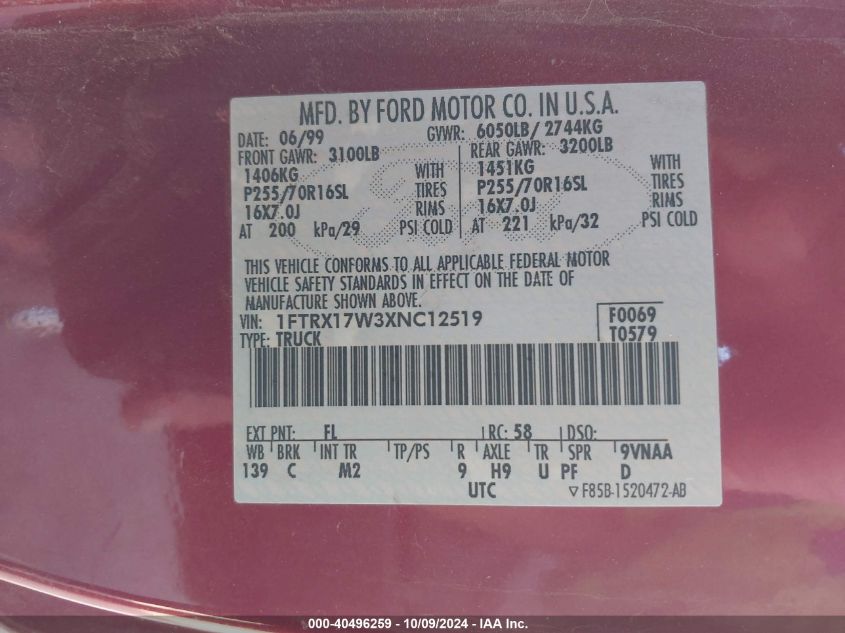 MFD. BY FORD MOTOR CO. IN U.S.A.
DATE: 06/99 GVWR: 6050LB/ 2744KG
FRONT GAWR: 3100LB REAR GAWR: 3200LB
1406KG WITH 1451KG WITH
P255/70R16SL TIRES P255/70R16SL TIRES
16X7.0J RIMS 16X7.0J RIMS
AT 200 kPa/29 PSI COLD AT 221 kPa/32 PSI COLD
THIS VEHICLE CONFORMS TO ALL APPLICABLE FEDERAL MOTOR
VEHICLE SAFETY STANDARDS IN EFFECT ON THE DATE OF
MANUFACTURE SHOWN ABOVE.
VIN: 1FTRX17W3XNC12519 F0069
TYPE: TRUCK T0579
EXT PNT: FL RC: 58 DSO:
WB BRK INT TR TP/PS R AXLE TR SPR 9VNAA
139 C M2 9 H9 U PF D
UTC ▽ F85B-1520472-AB
000-40496259 - 10/09/2024 - IAA Inc.